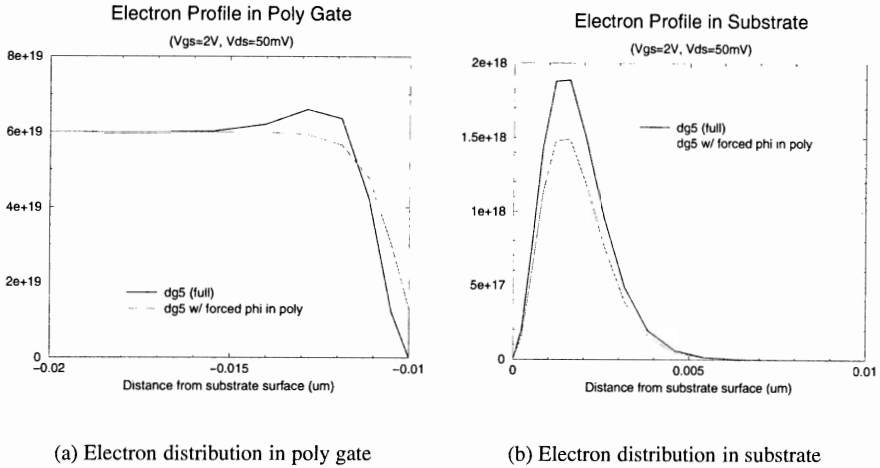 Electron Profile in Poly Gate
(Vgs=2V, Vds=50mV)
8e+19
6e+19
4e+19
2e+19
0
dg5 (full)
dg5 w/ forced phi in poly
-0.02
-0.015
-0.01
Distance from substrate surface (um)
(a) Electron distribution in poly gate
Electron Profile in Substrate
(Vgs=2V, Vds=50mV)
2e+18
1.5e+18
1e+18
5e+17
0
dg5 (full)
dg5 w/ forced phi in poly
0
0.005
0.01
Distance from substrate surface (um)
(b) Electron distribution in substrate